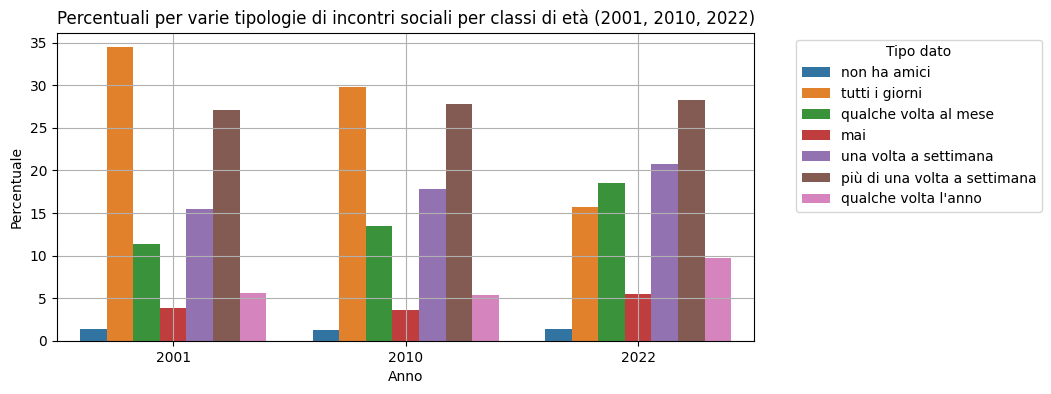 Percentuali per varie tipologie di incontri sociali per classi di età (2001, 2010, 2022)
35
30
25
20
15
10
5
0
Percentuale
2001
2010
2022
Anno
Tipo dato
non ha amici
tutti i giorni
qualche volta al mese
mai
una volta a settimana
più di una volta a settimana
qualche volta l'anno